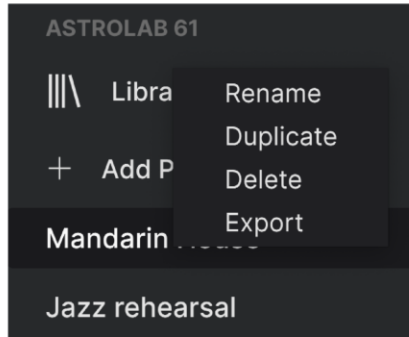 ASTROLAB 61
Libra
Rename
Duplicate
Add P
Delete
Export
Mandarin
Jazz rehearsal